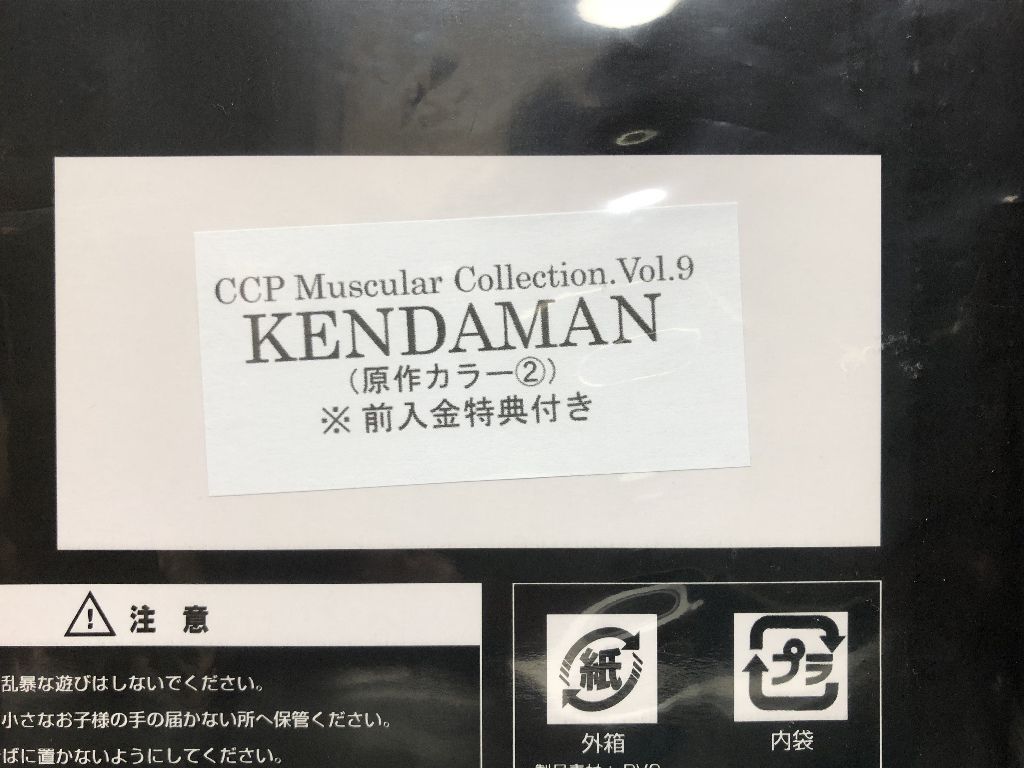 CCP Muscular Collection.Vol.9
KENDAMAN
(原作カラー②)
※前入金特典付き
注 意
乱暴な遊びはしないでください。
小さなお子様の手の届かない所へ保管ください。
ばに置かないようにしてください。
紙
外箱
プラ
内袋